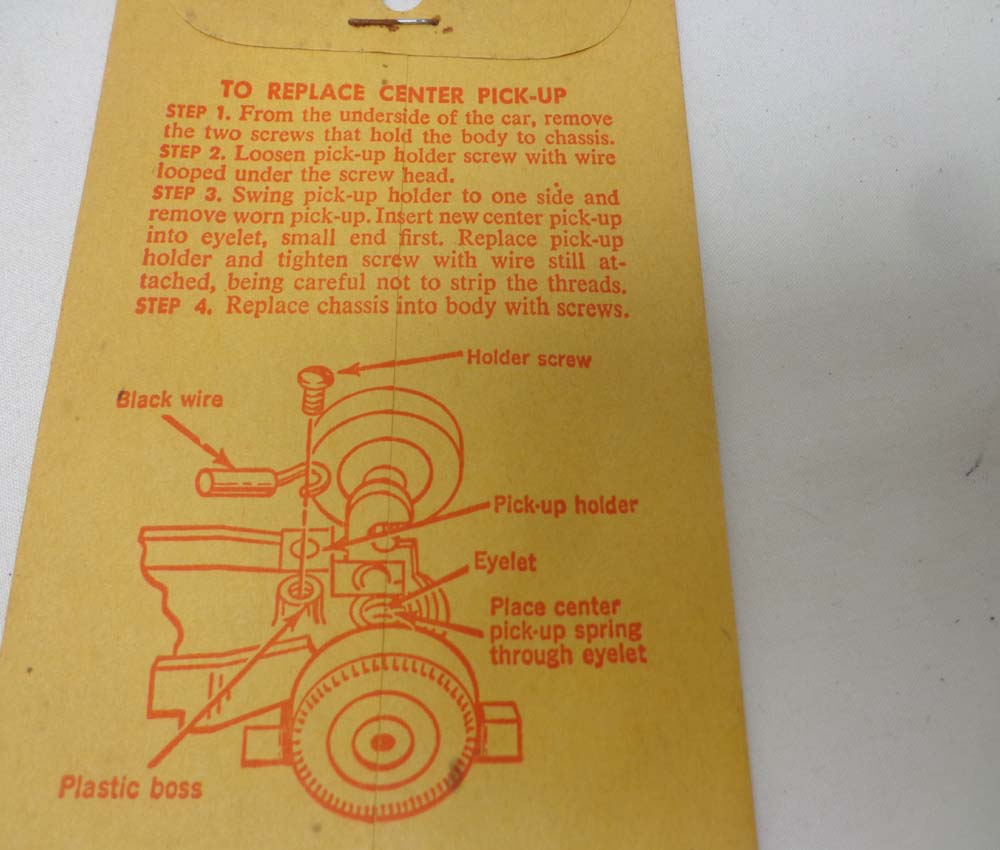 TO REPLACE CENTER PICK-UP
STEP 1. From the underside of the car, remove
the two screws that hold the body to chassis.
STEP 2. Loosen pick-up holder screw with wire
looped under the screw head.
STEP 3. Swing pick-up holder to one side and
remove worn pick-up. Insert new center pick-up
into eyelet, small end first. Replace pick-up
holder and tighten screw with wire still at-
tached, being careful not to strip the threads.
STEP 4. Replace chassis into body with screws.
Holder screw
Black wire
Pick-up holder
Eyelet
Place center
pick-up spring
through eyelet
Plastic boss